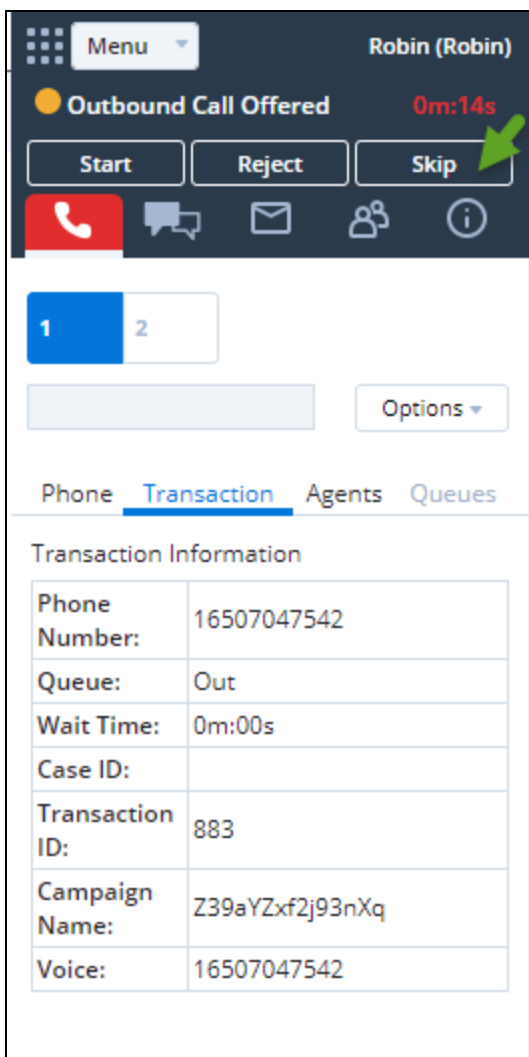 Menu Robin (Robin)
Outbound Call Offered 0m:14s
Start Reject Skip
1 2
Options
Phone Transaction Agents Queues
Transaction Information
Phone
Number: 16507047542
Queue: Out
Wait Time: 0m:00s
Case ID:
Transaction
ID: 883
Campaign
Name: Z39aYZxf2j93nXq
Voice: 16507047542